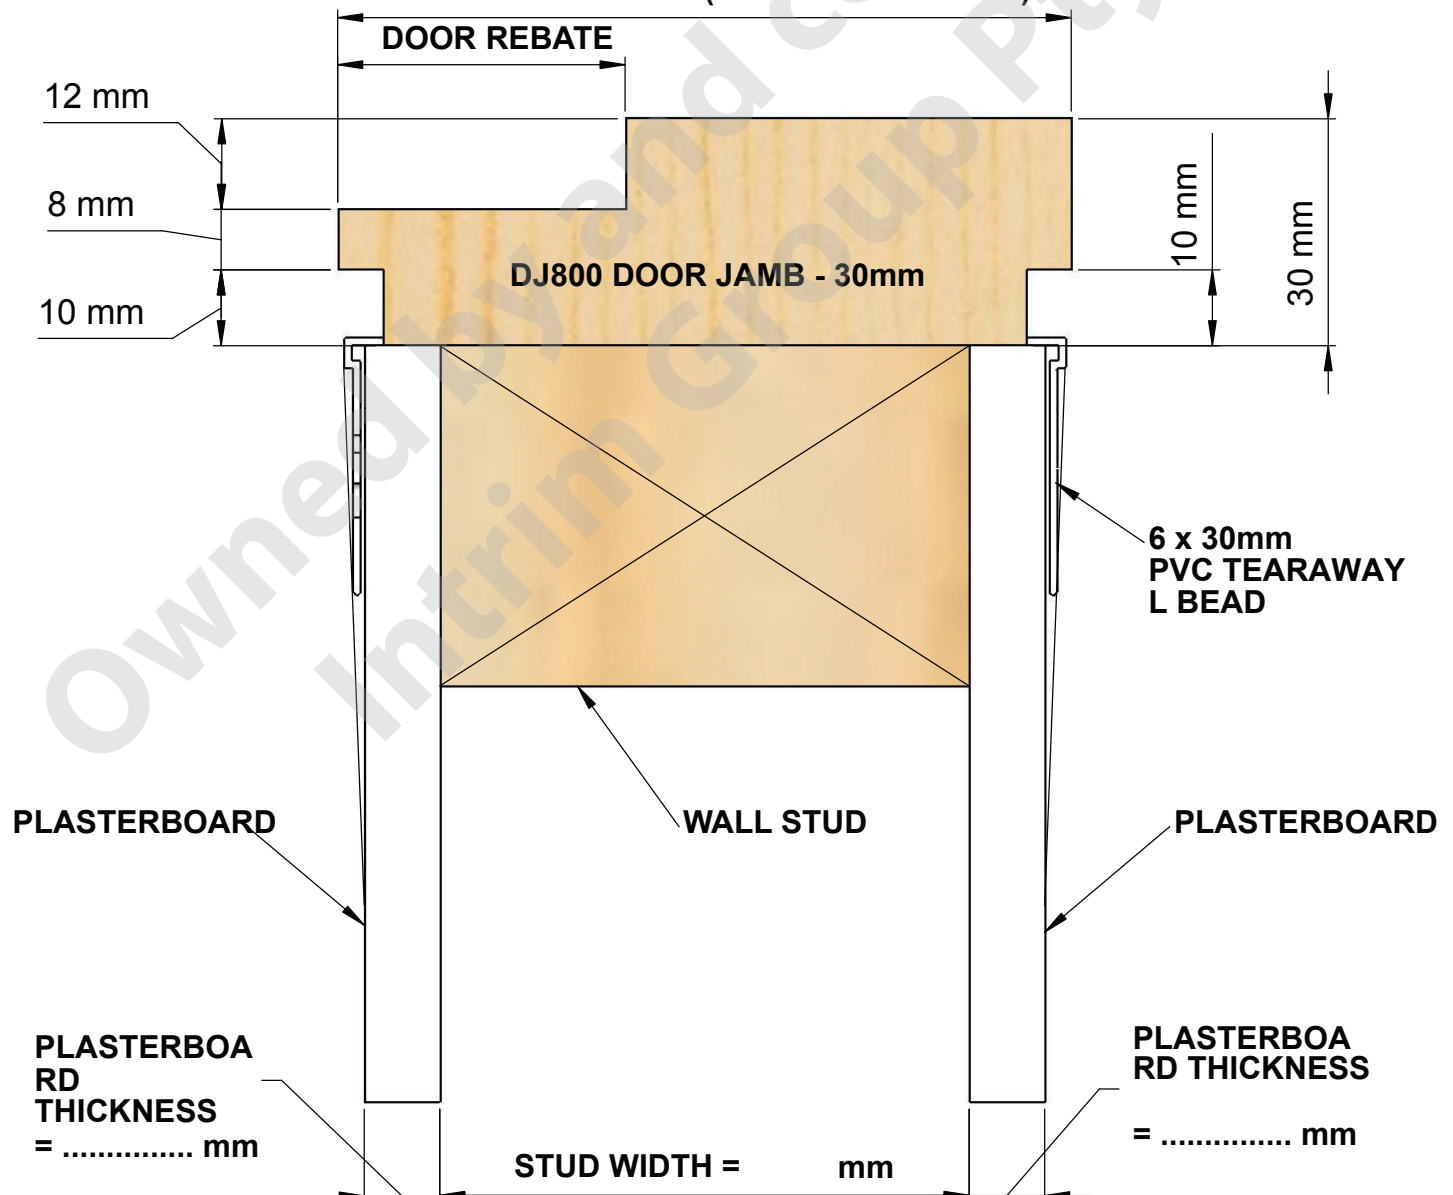 DOOR REBATE
12 mm
8 mm
10 mm
10 mm
30 mm
DJ800 DOOR JAMB - 30mm
6 x 30mm
PVC TEARAWAY
L BEAD
PLASTERBOARD
WALL STUD
PLASTERBOARD
PLASTERBOA
RD
THICKNESS
= ............... mm
PLASTERBOA
RD THICKNESS
= ............... mm
STUD WIDTH = mm
Owned by and co
Intrim Group Pty